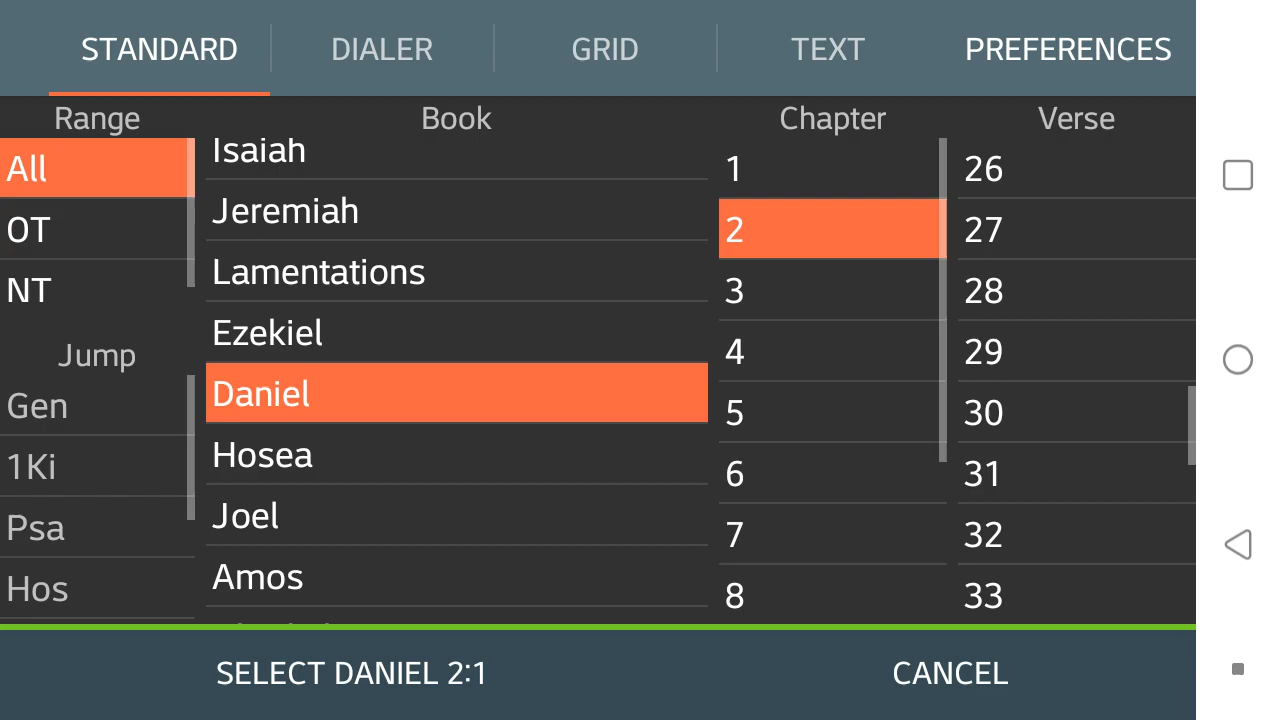 STANDARD DIALER GRID TEXT PREFERENCES
Range Book Chapter Verse
All
OT
NT
Jump
Gen
1Ki
Psa
Hos
Isaiah
Jeremiah
Lamentations
Ezekiel
Daniel
Hosea
Joel
Amos
1
2
3
4
5
6
7
8
26
27
28
29
30
31
32
33
SELECT DANIEL 2:1 CANCEL